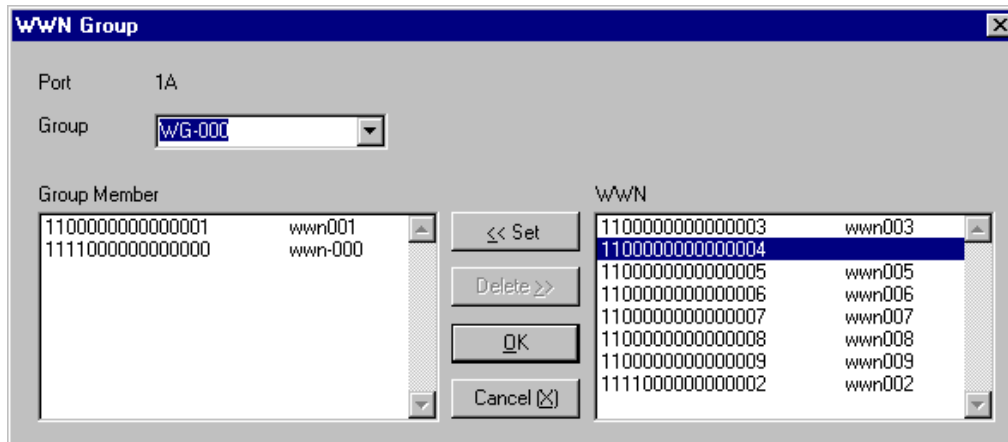 WWN Group
Port 1A
Group WG-000
Group Member
1100000000000001 wwn001
1111000000000000 wwn-000
<< Set
Delete >>
OK
Cancel (X)
WWN
1100000000000003 wwn003
1100000000000004
1100000000000005 wwn005
1100000000000006 wwn006
1100000000000007 wwn007
1100000000000008 wwn008
1100000000000009 wwn009
1111000000000002 wwn002